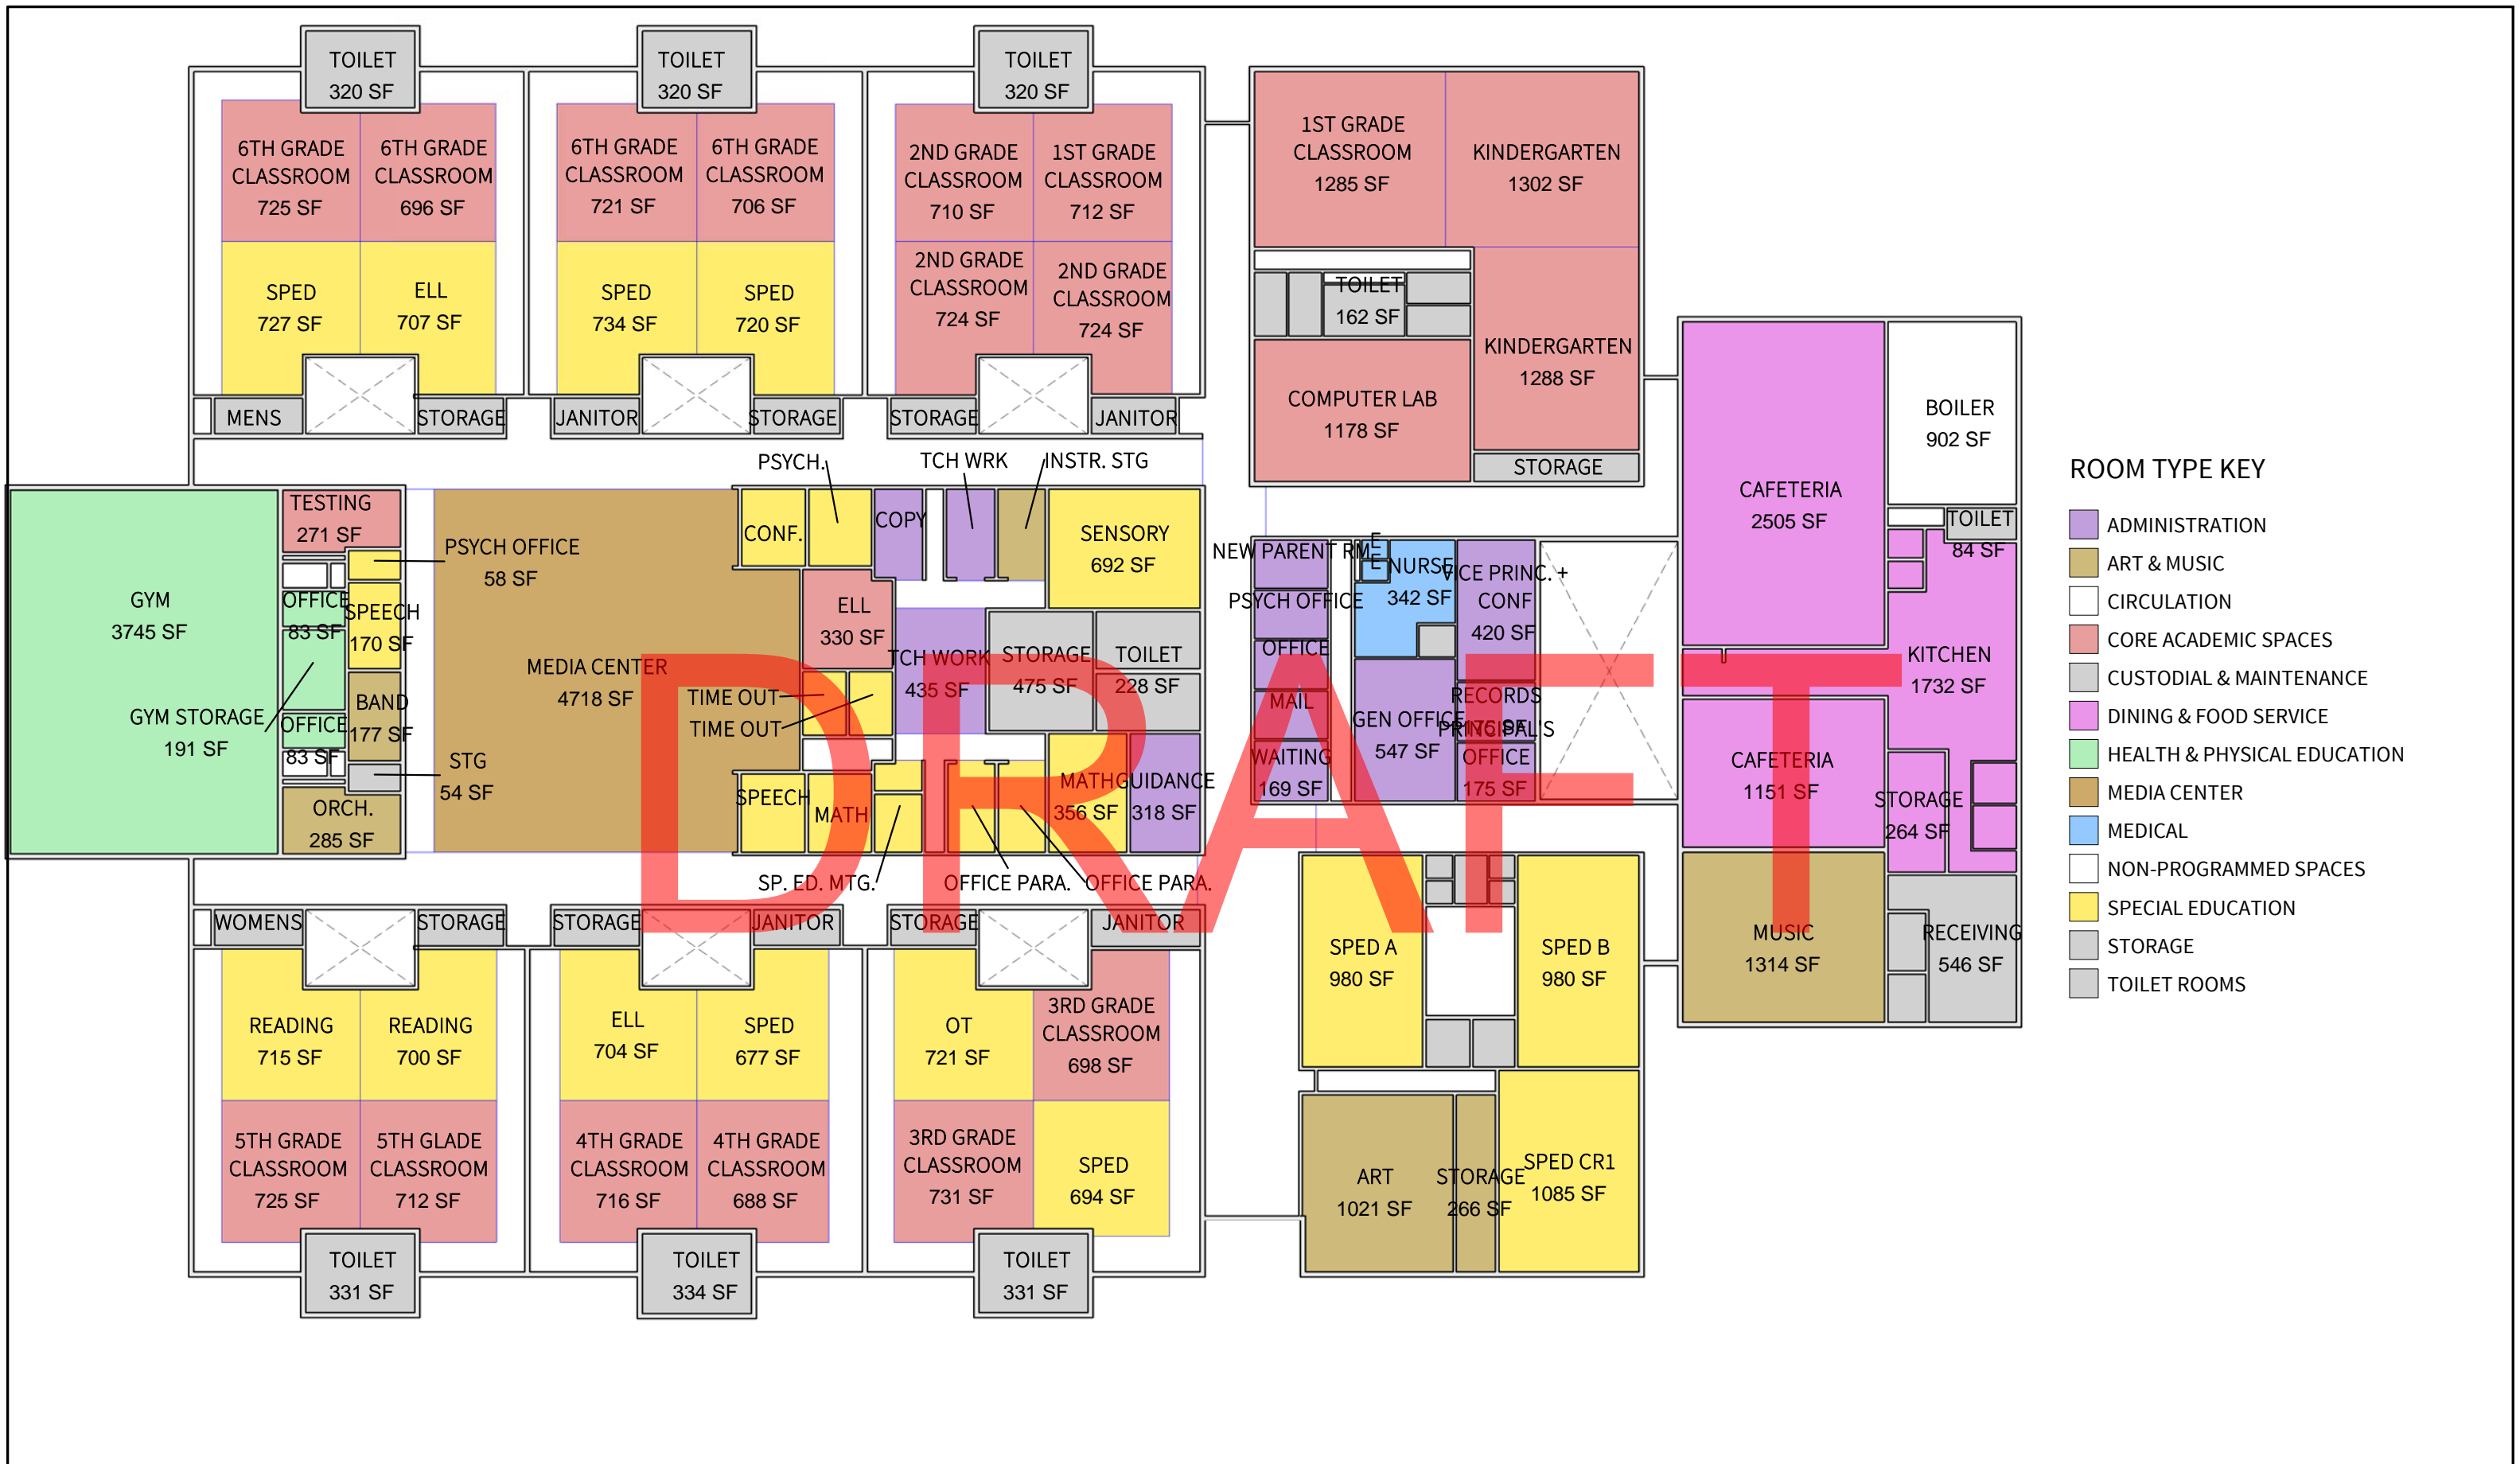 TOILET
320 SF
TOILET
320 SF
TOILET
320 SF
6TH GRADE
CLASSROOM
725 SF
6TH GRADE
CLASSROOM
696 SF
6TH GRADE
CLASSROOM
721 SF
6TH GRADE
CLASSROOM
706 SF
2ND GRADE
CLASSROOM
710 SF
1ST GRADE
CLASSROOM
712 SF
1ST GRADE
CLASSROOM
1285 SF
KINDERGARTEN
1302 SF
SPED
727 SF
ELL
707 SF
SPED
734 SF
SPED
720 SF
2ND GRADE
CLASSROOM
724 SF
2ND GRADE
CLASSROOM
724 SF
TOILET
162 SF
KINDERGARTEN
1288 SF
COMPUTER LAB
1178 SF
STORAGE
MENS
STORAGE
JANITOR
STORAGE
STORAGE
JANITOR
BOILER
902 SF
CAFETERIA
2505 SF
TOILET
84 SF
PSYCH.
TCH WRK
INSTR. STG
TESTING
271 SF
PSYCH OFFICE
58 SF
CONF.
COPY
SENSORY
692 SF
GYM
3745 SF
OFFICE
83 SF
SPEECH
170 SF
GYM STORAGE
191 SF
OFFICE
83 SF
BAND
177 SF
STG
54 SF
ORCH.
285 SF
MEDIA CENTER
4718 SF
ELL
330 SF
TIME OUT
TIME OUT
TCH WORK
435 SF
STORAGE
475 SF
TOILET
228 SF
SPEECH
MATH
MATH
356 SF
GUIDANCE
318 SF
SP. ED. MTG.
OFFICE PARA.
OFFICE PARA.
NEW PARENT RM
E
E
NURSE
342 SF
VICE PRINC. +
CONF
420 SF
PSYCH OFFICE
OFFICE
MAIL
WAITING
169 SF
GEN OFFICE
547 SF
RECORDS
PRINCIPAL'S
OFFICE
175 SF
KITCHEN
1732 SF
CAFETERIA
1151 SF
STORAGE
264 SF
MUSIC
1314 SF
RECEIVING
546 SF
WOMENS
STORAGE
STORAGE
JANITOR
STORAGE
JANITOR
READING
715 SF
READING
700 SF
ELL
704 SF
SPED
677 SF
OT
721 SF
3RD GRADE
CLASSROOM
698 SF
SPED A
980 SF
SPED B
980 SF
5TH GRADE
CLASSROOM
725 SF
5TH GLADE
CLASSROOM
712 SF
4TH GRADE
CLASSROOM
716 SF
4TH GRADE
CLASSROOM
688 SF
3RD GRADE
CLASSROOM
731 SF
SPED
694 SF
ART
1021 SF
STORAGE
266 SF
SPED CR1
1085 SF
TOILET
331 SF
TOILET
334 SF
TOILET
331 SF
DRAFT
ROOM TYPE KEY
ADMINISTRATION
ART & MUSIC
CIRCULATION
CORE ACADEMIC SPACES
CUSTODIAL & MAINTENANCE
DINING & FOOD SERVICE
HEALTH & PHYSICAL EDUCATION
MEDIA CENTER
MEDICAL
NON-PROGRAMMED SPACES
SPECIAL EDUCATION
STORAGE
TOILET ROOMS